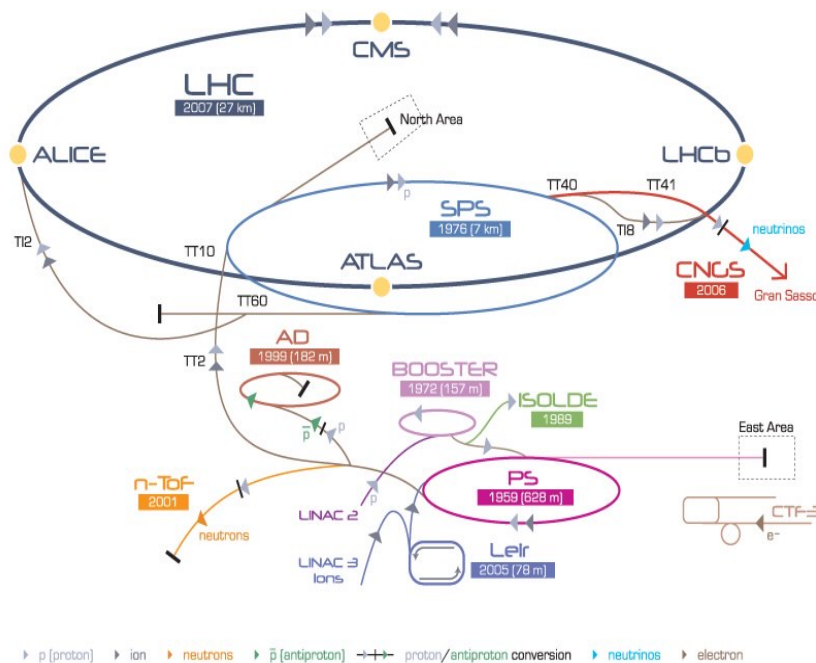 CMS
LHC
2007 (27 km)
North Area
ALICE
LHCb
TT40
TT41
p
SPS
1976 (7 km)
TI8
neutrinos
TI2
TT10
ATLAS
CNGS
2006
Gran Sasso
TT60
AD
1999 (182 m)
TT2
BOOSTER
1972 (157 m)
ISOLDE
1989
p̄
p
East Area
n-ToF
2001
PS
1959 (628 m)
LINAC 2
p
neutrons
CTF-3
e-
LINAC 3
Ions
LeIr
2005 (78 m)
p (proton) ion neutrons p̄ (antiproton) proton/antiproton conversion neutrinos electron